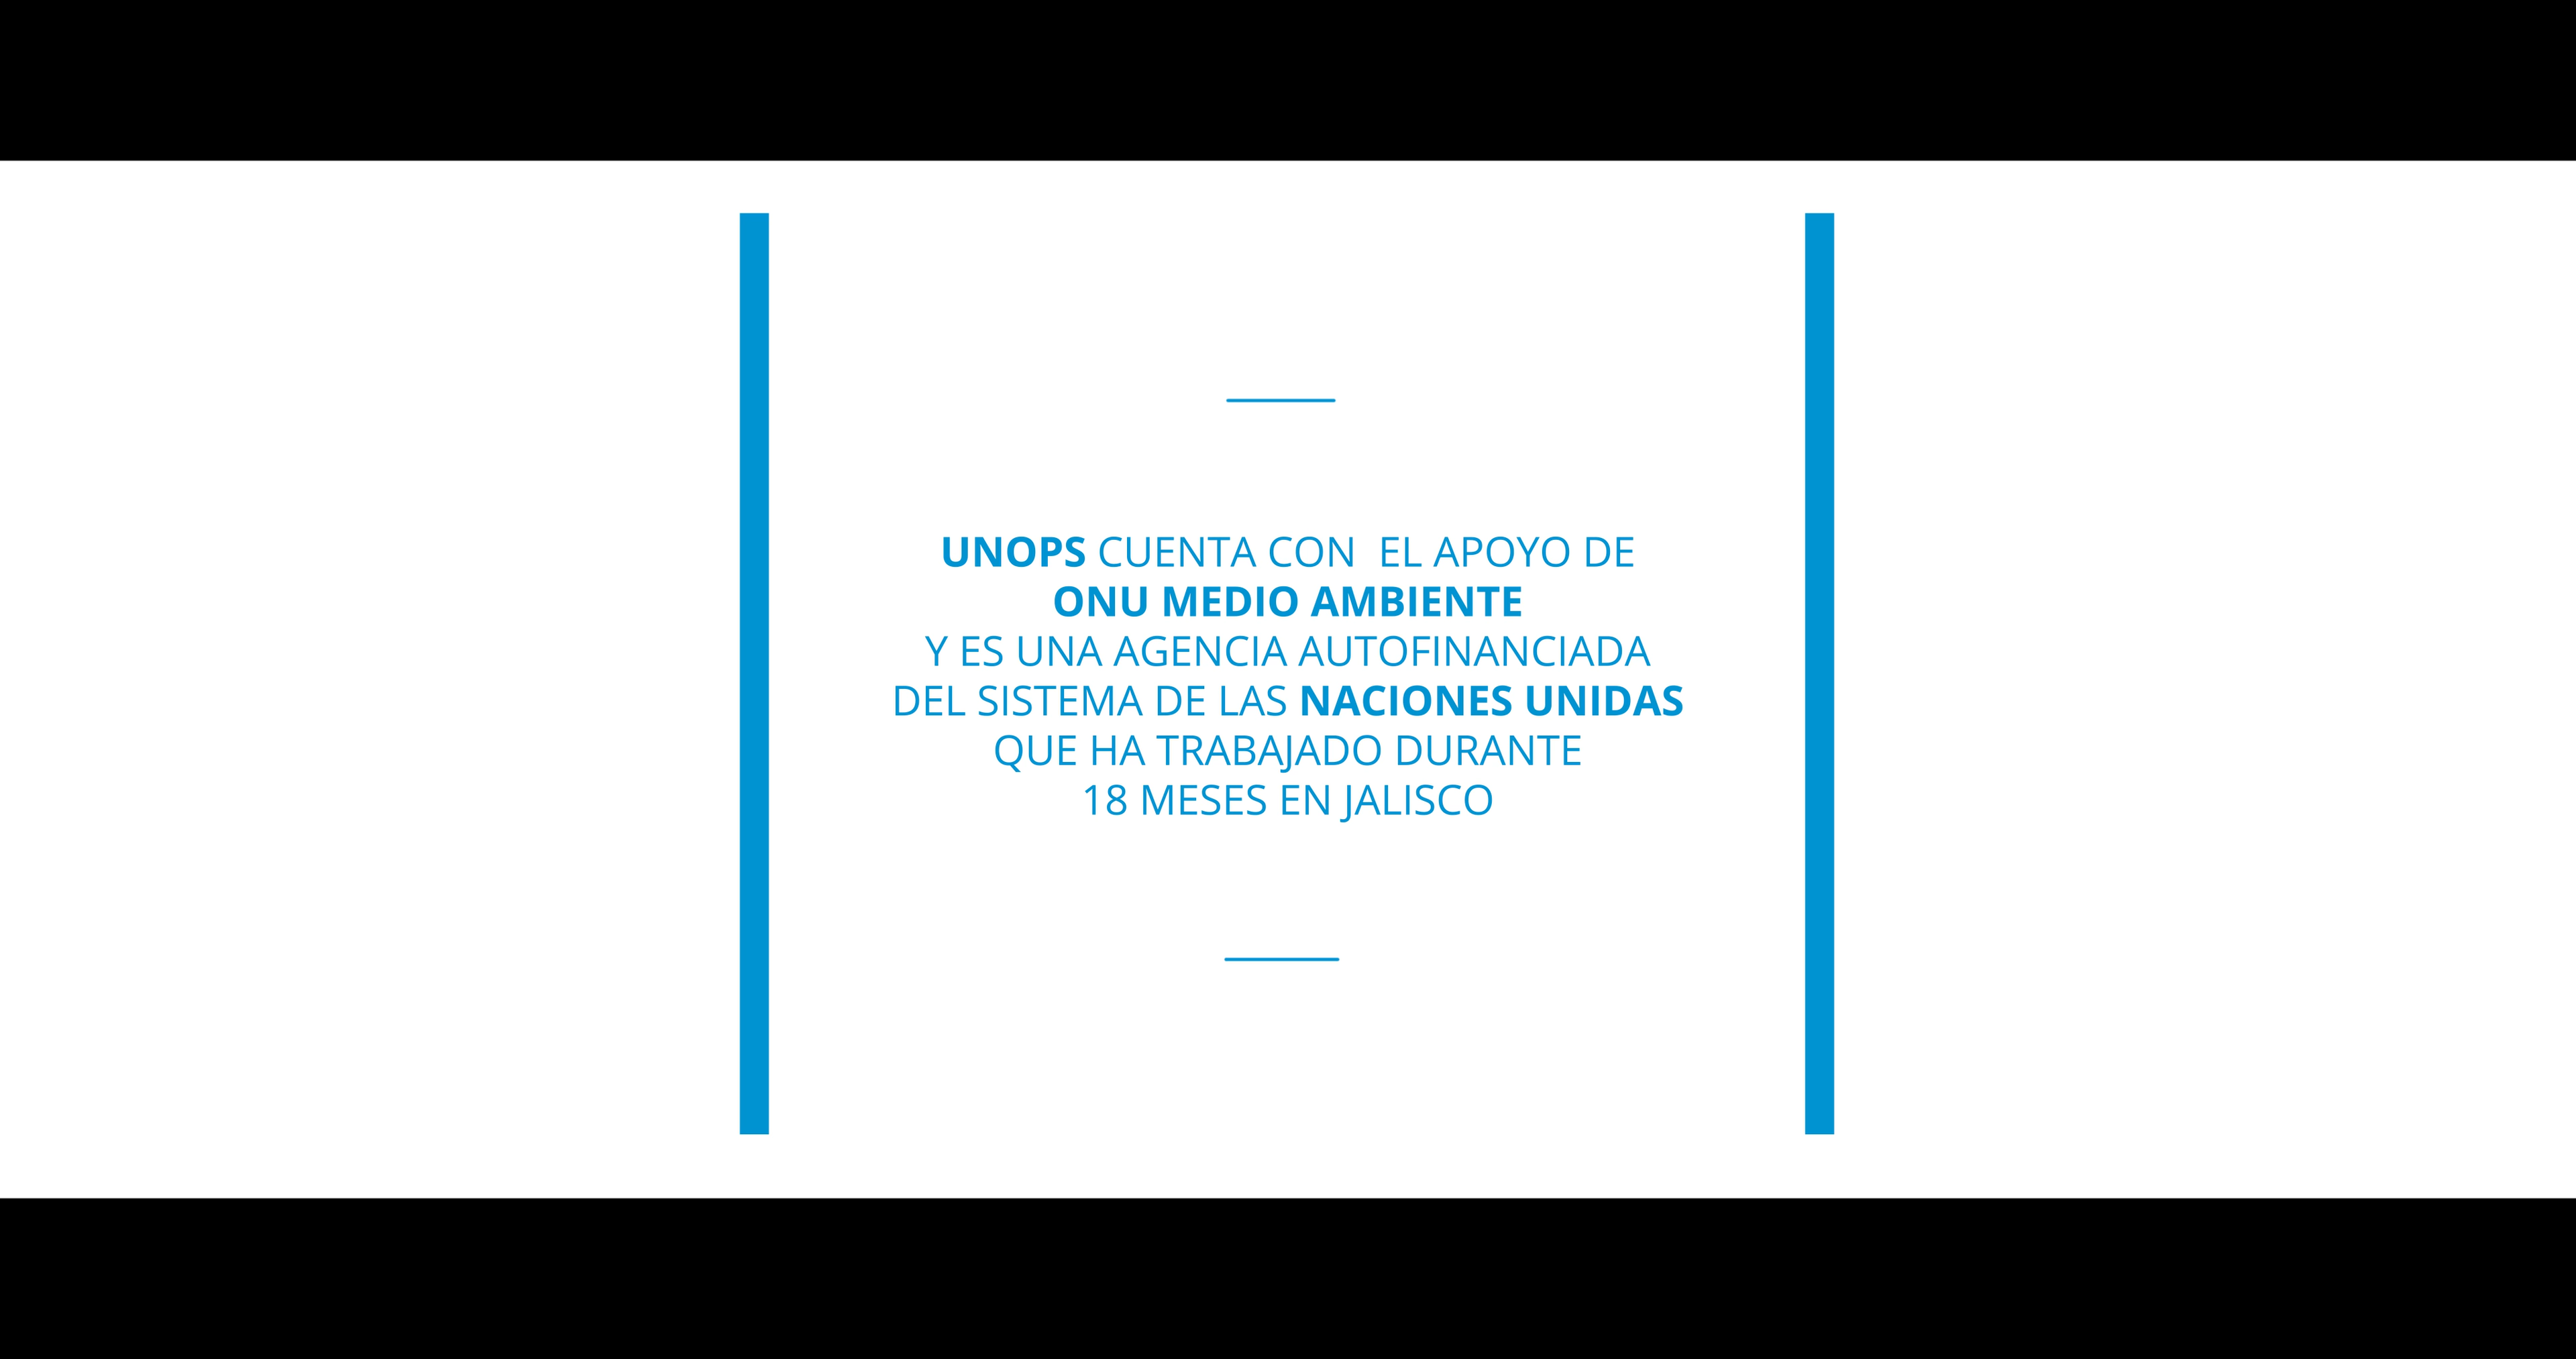 UNOPS CUENTA CON  EL APOYO DE
ONU MEDIO AMBIENTE
Y ES UNA AGENCIA AUTOFINANCIADA
DEL SISTEMA DE LAS NACIONES UNIDAS
QUE HA TRABAJADO DURANTE
18 MESES EN JALISCO